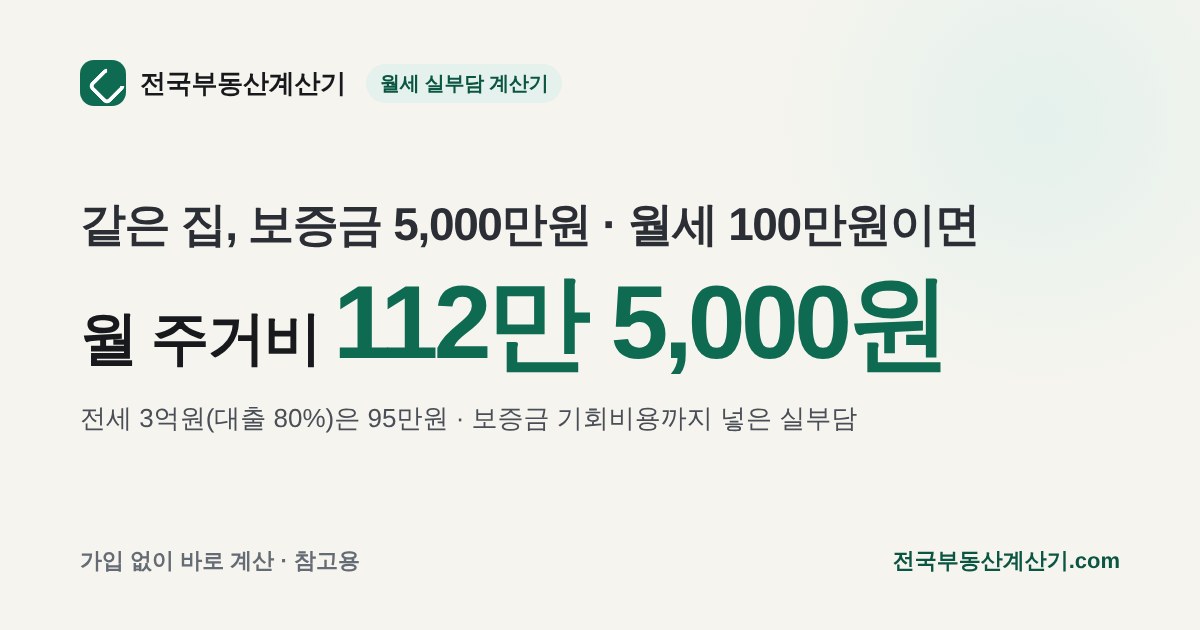 전국부동산계산기 월세 실부담 계산기
같은 집, 보증금 5,000만원 · 월세 100만원이면
월 주거비 112만 5,000원
전세 3억원(대출 80%)은 95만원 · 보증금 기회비용까지 넣은 실부담
가입 없이 바로 계산 · 참고용
전국부동산계산기.com